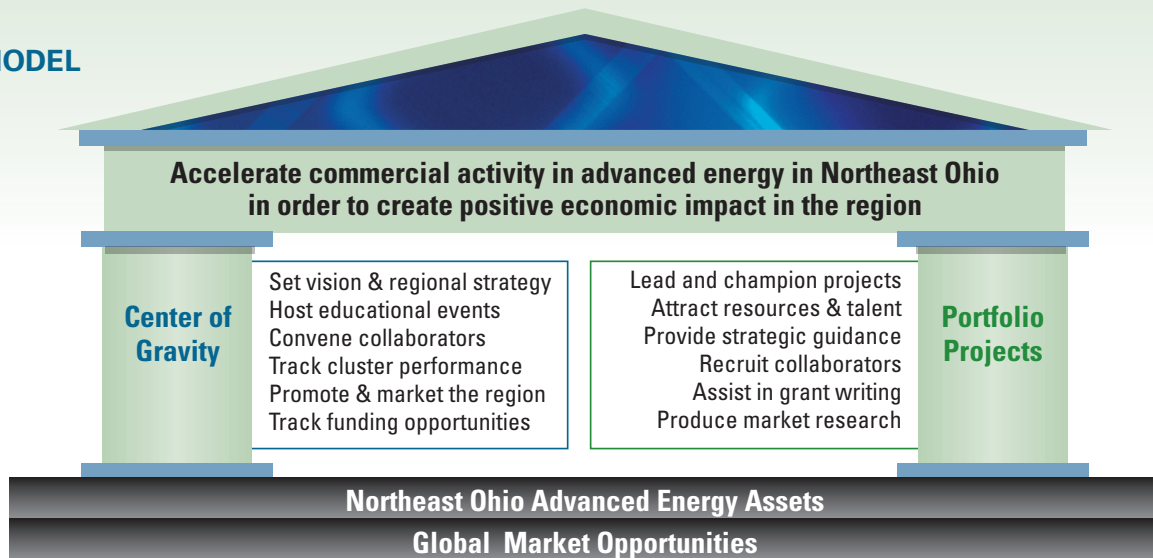 MODEL
Accelerate commercial activity in advanced energy in Northeast Ohio
in order to create positive economic impact in the region
Center of
Gravity
Set vision & regional strategy
Host educational events
Convene collaborators
Track cluster performance
Promote & market the region
Track funding opportunities
Lead and champion projects
Attract resources & talent
Provide strategic guidance
Recruit collaborators
Assist in grant writing
Produce market research
Portfolio
Projects
Northeast Ohio Advanced Energy Assets
Global Market Opportunities